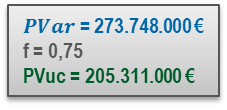 PVar = 273.748.000 €
f = 0,75
PVuc = 205.311.000 €